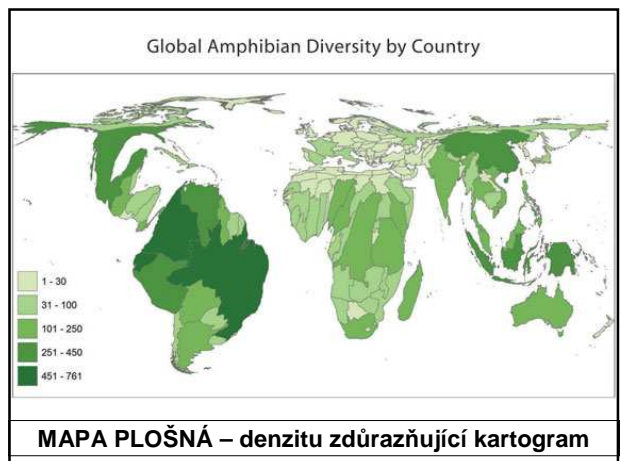 Global Amphibian Diversity by Country
1 - 30
31 - 100
101 - 250
251 - 450
451 - 761
MAPA PLOŠNÁ – denzitu zdůrazňující kartogram